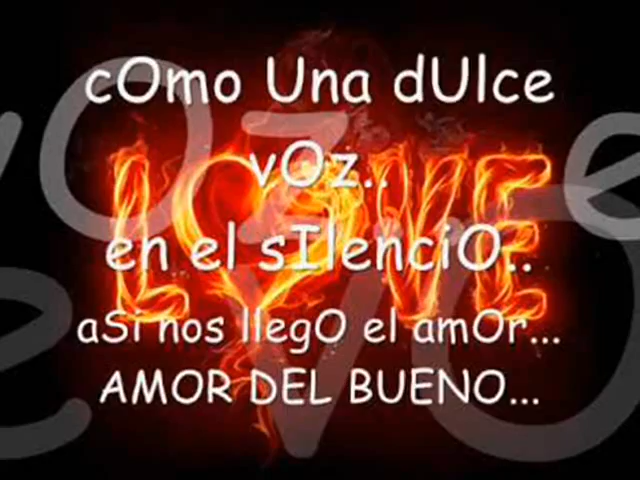 cOmo Una dUlce
vOz..
en el sIlenciO..
aSi nos llegO el amOr...
AMOR DEL BUENO...
LOVE